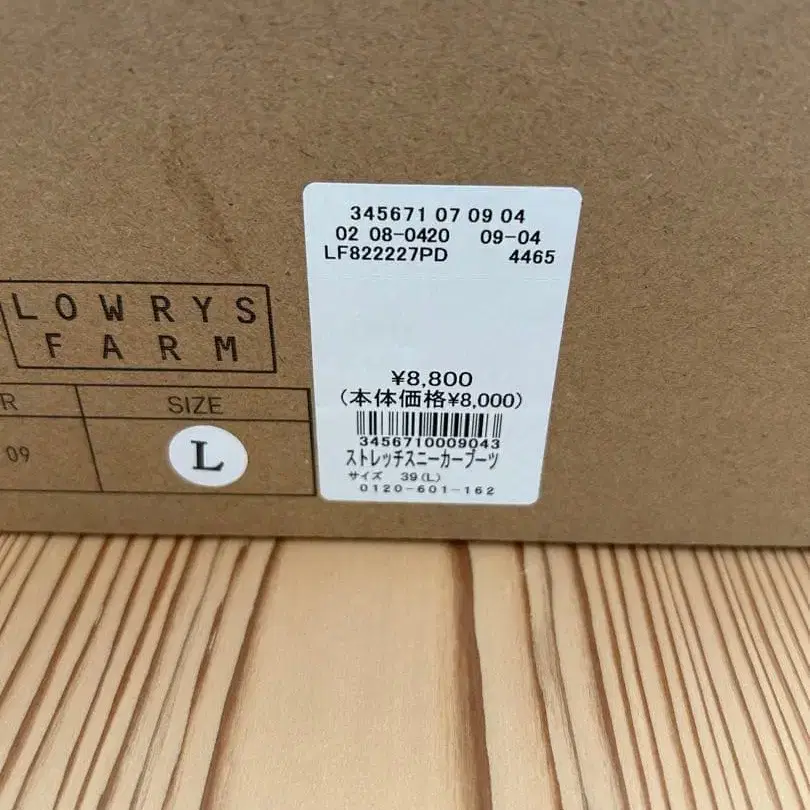 LOWRYS
FARM
R
SIZE
09
L
345671 07 09 04
02 08-0420 09-04
LF822227PD 4465
¥8,800
(本体価格¥8,000)
3456710009043
ストレッチスニーカーブーツ
サイズ 39(L)
0120-601-162